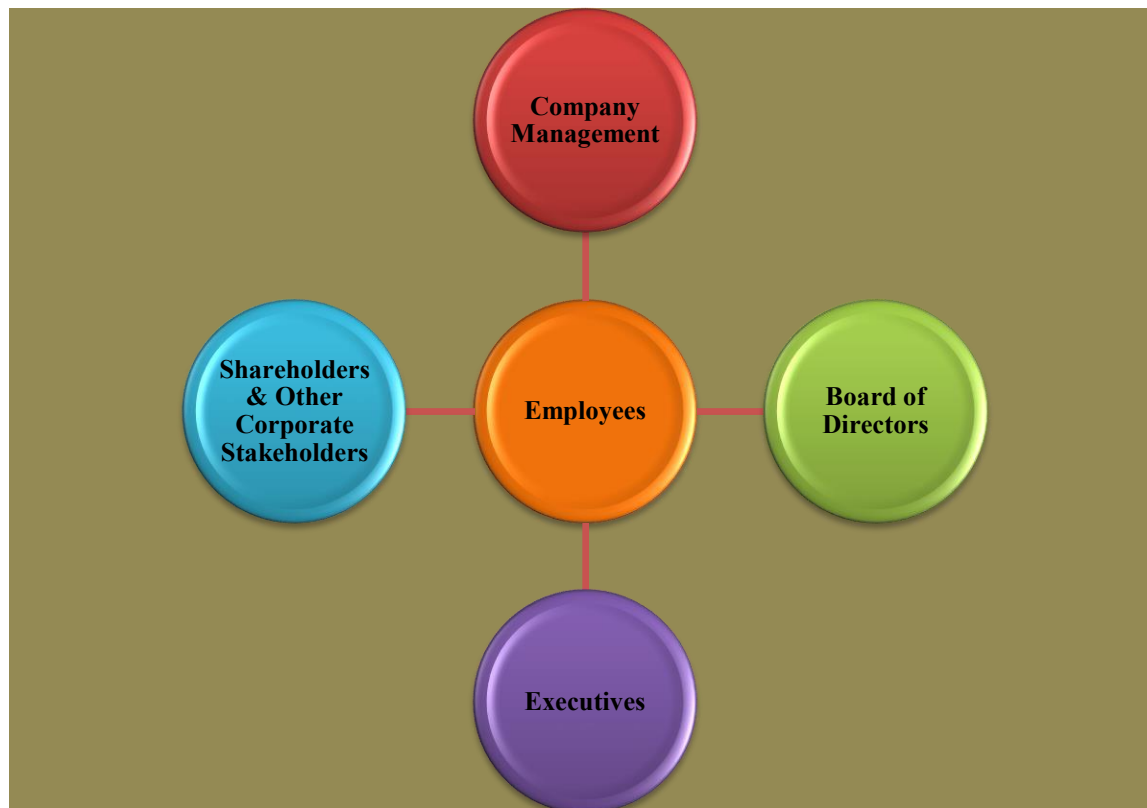 Company
Management
Shareholders
& Other
Corporate
Stakeholders
Employees
Board of
Directors
Executives